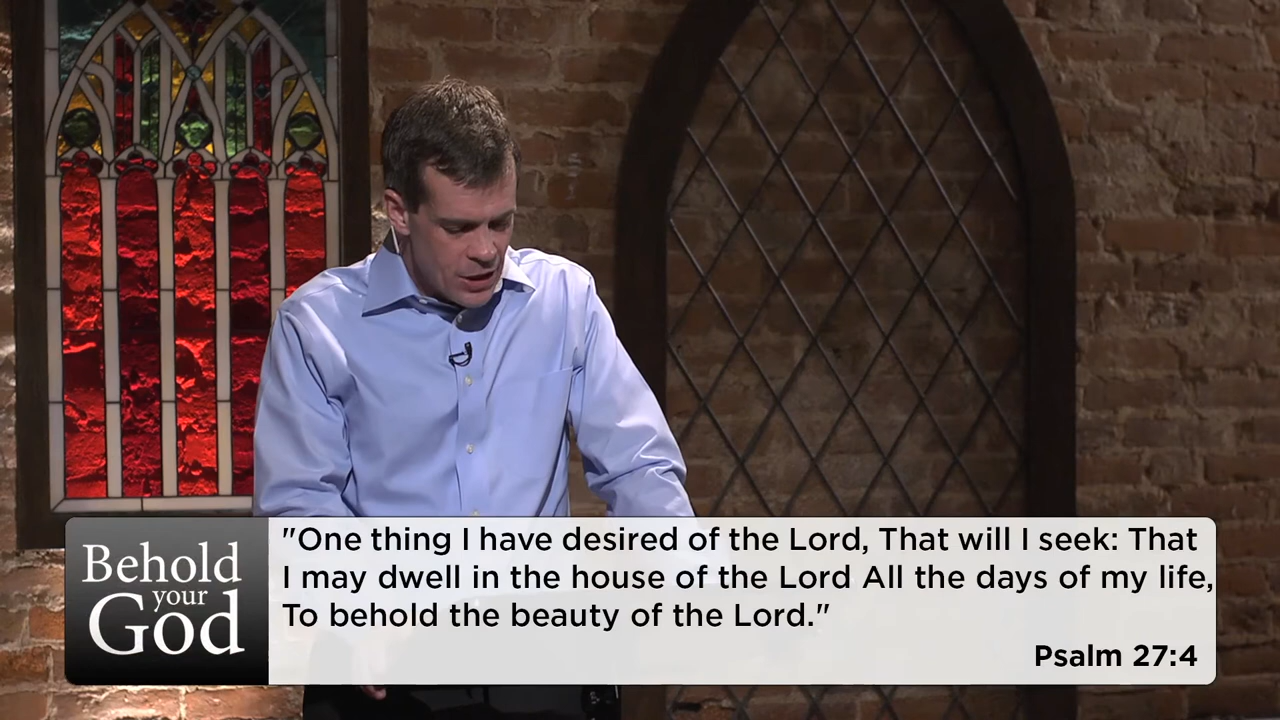 Behold
your
God
"One thing I have desired of the Lord, That will I seek: That
I may dwell in the house of the Lord All the days of my life,
To behold the beauty of the Lord."
Psalm 27:4